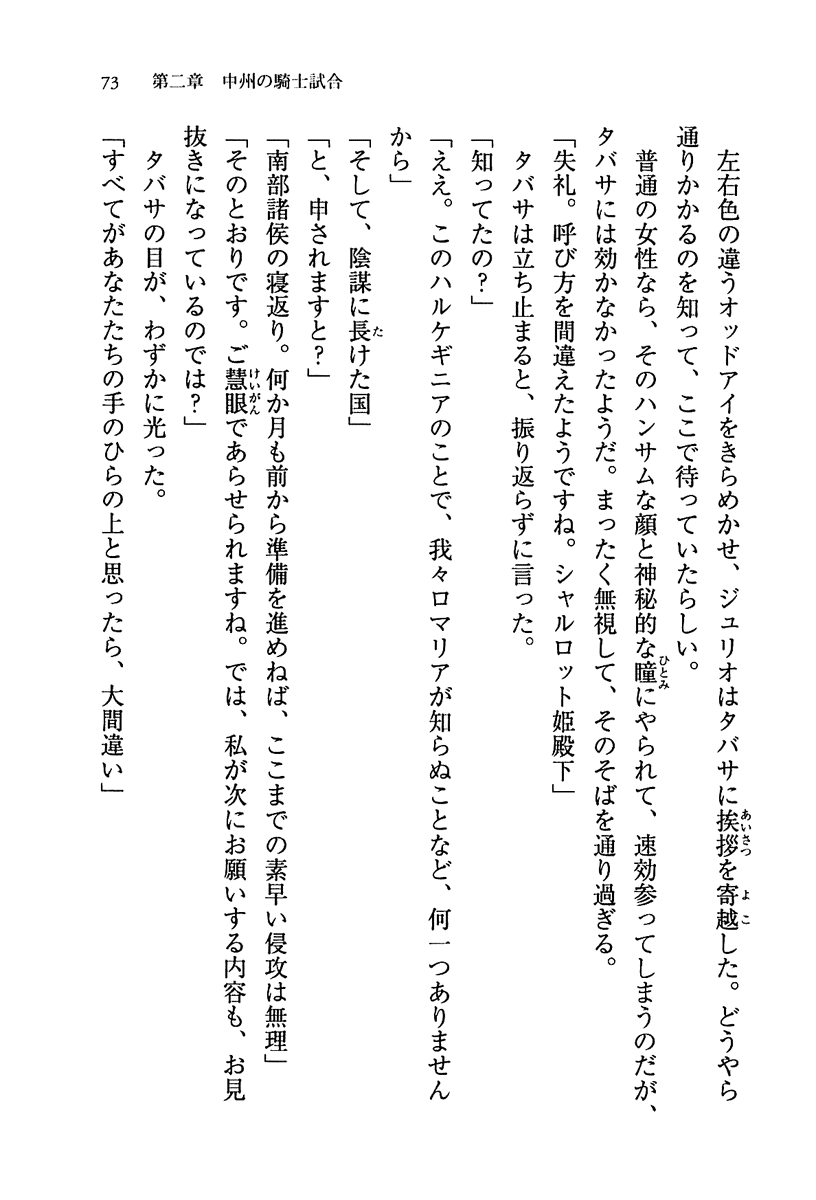 73　第二章　中州の騎士試合
　左右色の違うオッドアイをきらめかせ、ジュリオはタバサに挨拶を寄越した。どうやら
通りかかるのを知って、ここで待っていたらしい。
　普通の女性なら、そのハンサムな顔と神秘的な瞳にやられて、速効参ってしまうのだが、
タバサには効かなかったようだ。まったく無視して、そのそばを通り過ぎる。
「失礼。呼び方を間違えたようですね。シャルロット姫殿下」
　タバサは立ち止まると、振り返らずに言った。
「知ってたの？」
「ええ。このハルケギニアのことで、我々ロマリアが知らぬことなど、何一つありません
から」
「そして、陰謀に長けた国」
「と、申されますと？」
「南部諸侯の寝返り。何か月も前から準備を進めねば、ここまでの素早い侵攻は無理」
「そのとおりです。ご慧眼であらせられますね。では、私が次にお願いする内容も、お見
抜きになっているのでは？」
　タバサの目が、わずかに光った。
「すべてがあなたたちの手のひらの上と思ったら、大間違い」